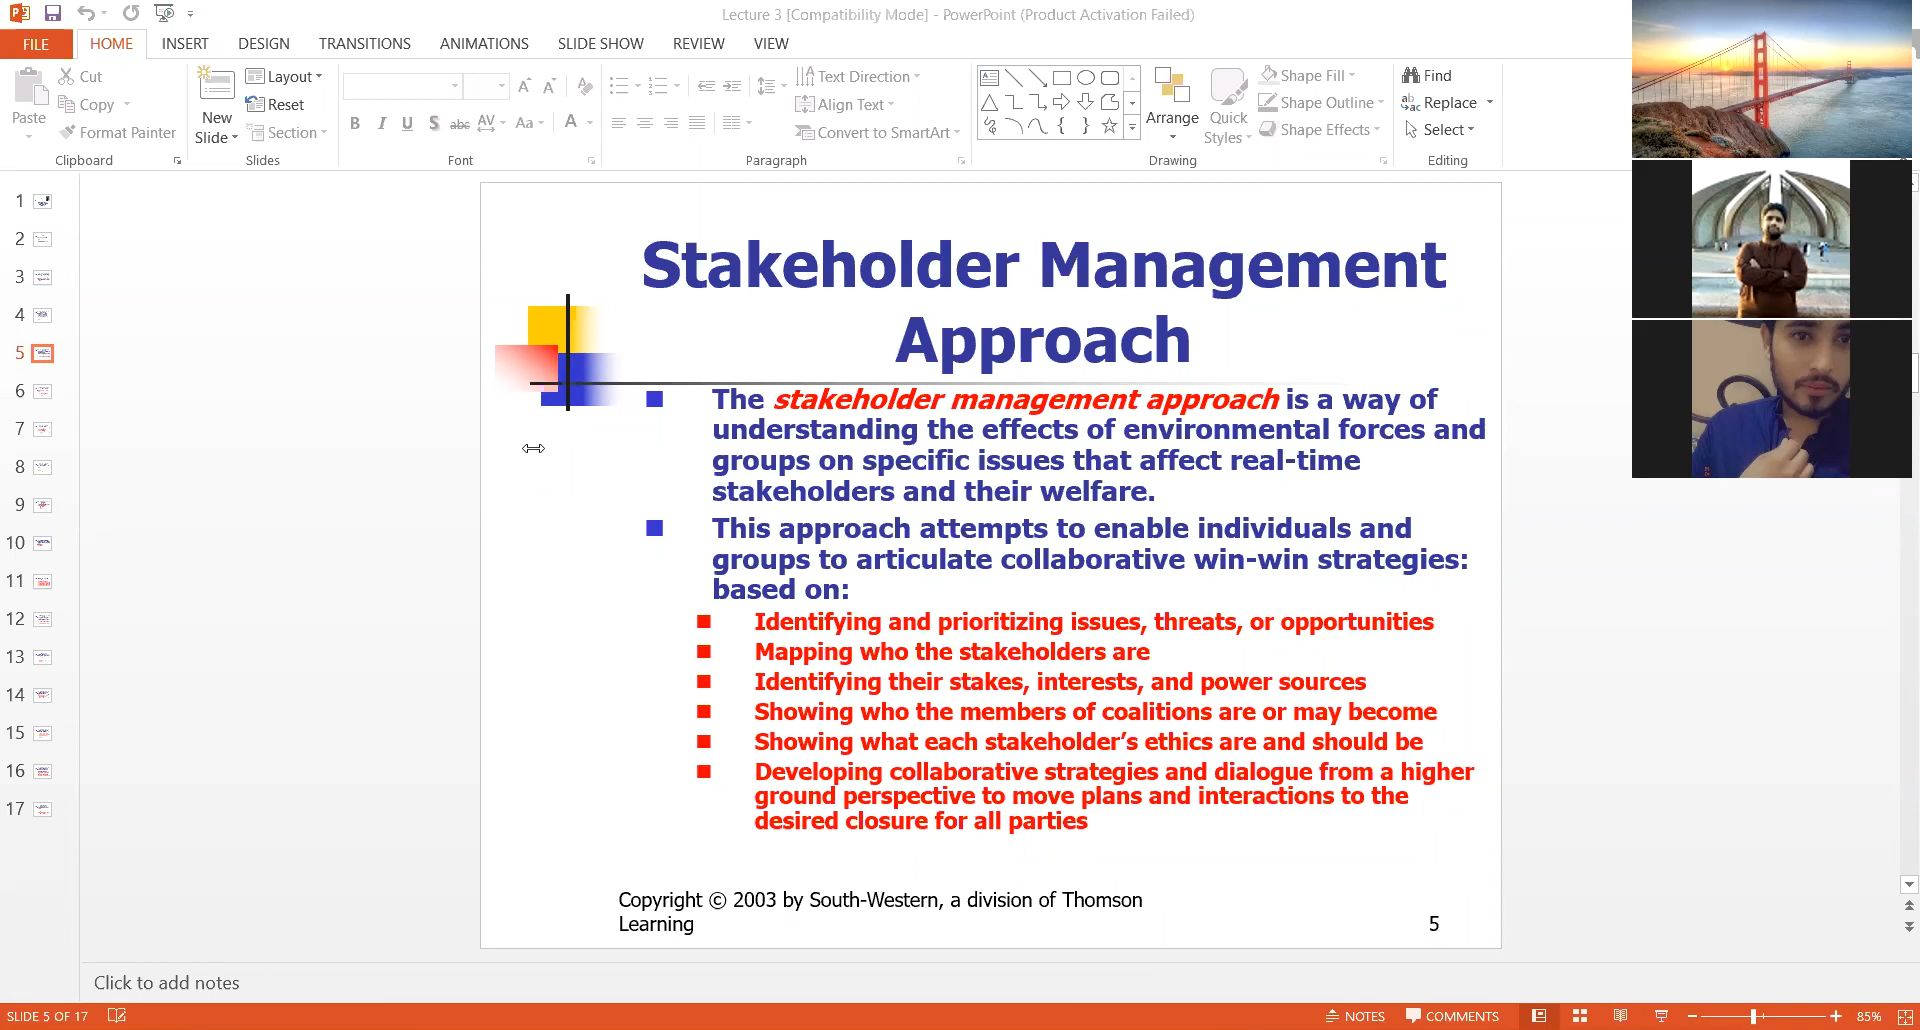 Lecture 3 [Compatibility Mode] - PowerPoint (Product Activation Failed)
FILE HOME INSERT DESIGN TRANSITIONS ANIMATIONS SLIDE SHOW REVIEW VIEW
Paste
Cut
Copy
Format Painter
Clipboard
New
Slide
Layout
Reset
Section
Slides
B I U S abc AV Aa A
Font
Text Direction
Align Text
Convert to SmartArt
Paragraph
Arrange
Quick
Styles
Shape Fill
Shape Outline
Shape Effects
Drawing
Find
Replace
Select
Editing
1
2
3
4
5
6
7
8
9
10
11
12
13
14
15
16
17
Stakeholder Management
Approach
The stakeholder management approach is a way of
understanding the effects of environmental forces and
groups on specific issues that affect real-time
stakeholders and their welfare.
This approach attempts to enable individuals and
groups to articulate collaborative win-win strategies:
based on:
Identifying and prioritizing issues, threats, or opportunities
Mapping who the stakeholders are
Identifying their stakes, interests, and power sources
Showing who the members of coalitions are or may become
Showing what each stakeholder’s ethics are and should be
Developing collaborative strategies and dialogue from a higher
ground perspective to move plans and interactions to the
desired closure for all parties
Copyright © 2003 by South-Western, a division of Thomson
Learning
5
Click to add notes
SLIDE 5 OF 17
NOTES COMMENTS 85%